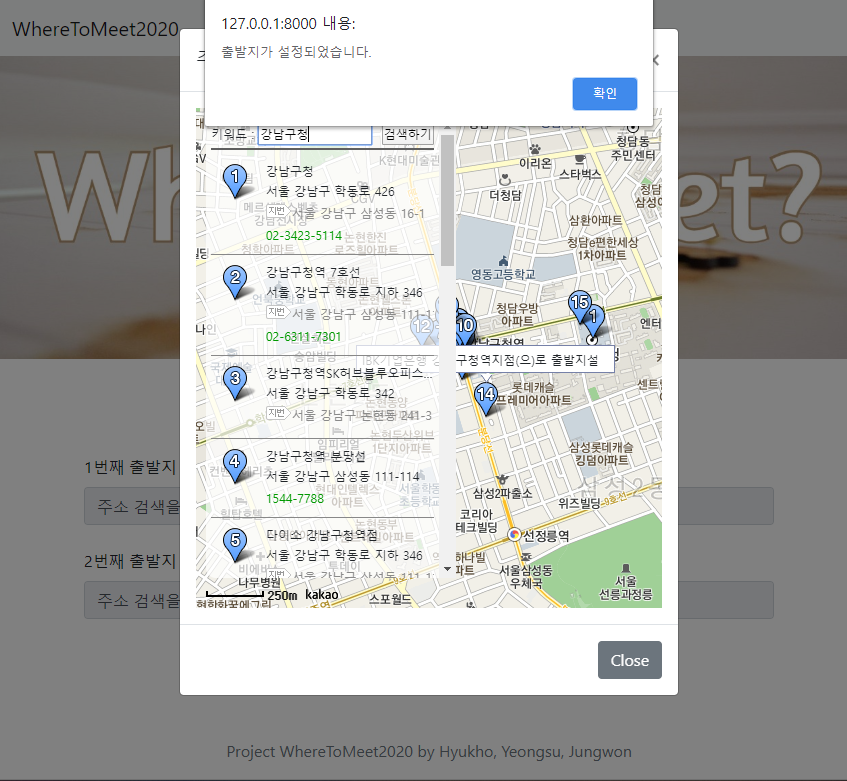 WhereToMeet2020
127.0.0.1:8000 내용:
출발지가 설정되었습니다.
확인
키워드 : 강남구청 검색하기
1
강남구청
서울 강남구 학동로 426
지번 서울 강남구 삼성동 16-1
02-3423-5114
2
강남구청역 7호선
서울 강남구 학동로 지하 346
지번 서울 강남구 삼성동 111-1
02-6311-7301
3
강남구청역SK허브블루오피스...
서울 강남구 학동로 342
지번 서울 강남구 논현동 241-3
4
강남구청역 분당선
서울 강남구 삼성동 111-114
1544-7788
5
다이소 강남구청역점
서울 강남구 학동로 지하 346
지번 서울 강남구 삼성동 111-1
청담동
주민센터
이리온
스타벅스
더청담
삼환아파트
청담e편한세상
1차아파트
영동고등학교
청담우방
아파트
15
1
10
12
14
구청역지점(으)로 출발지설
롯데캐슬
프레미어아파트
삼성롯데캐슬
킹덤아파트
삼성2동
삼성2파출소
위즈빌딩
9호선
코리아
테크빌딩
분당선
선정릉역
하나빌
아파트
서울삼성동
우체국
서울
선릉과정릉
나무병원
스포월드
250m kakao
Close
1번째 출발지
주소 검색을
2번째 출발지
주소 검색을
Project WhereToMeet2020 by Hyukho, Yeongsu, Jungwon